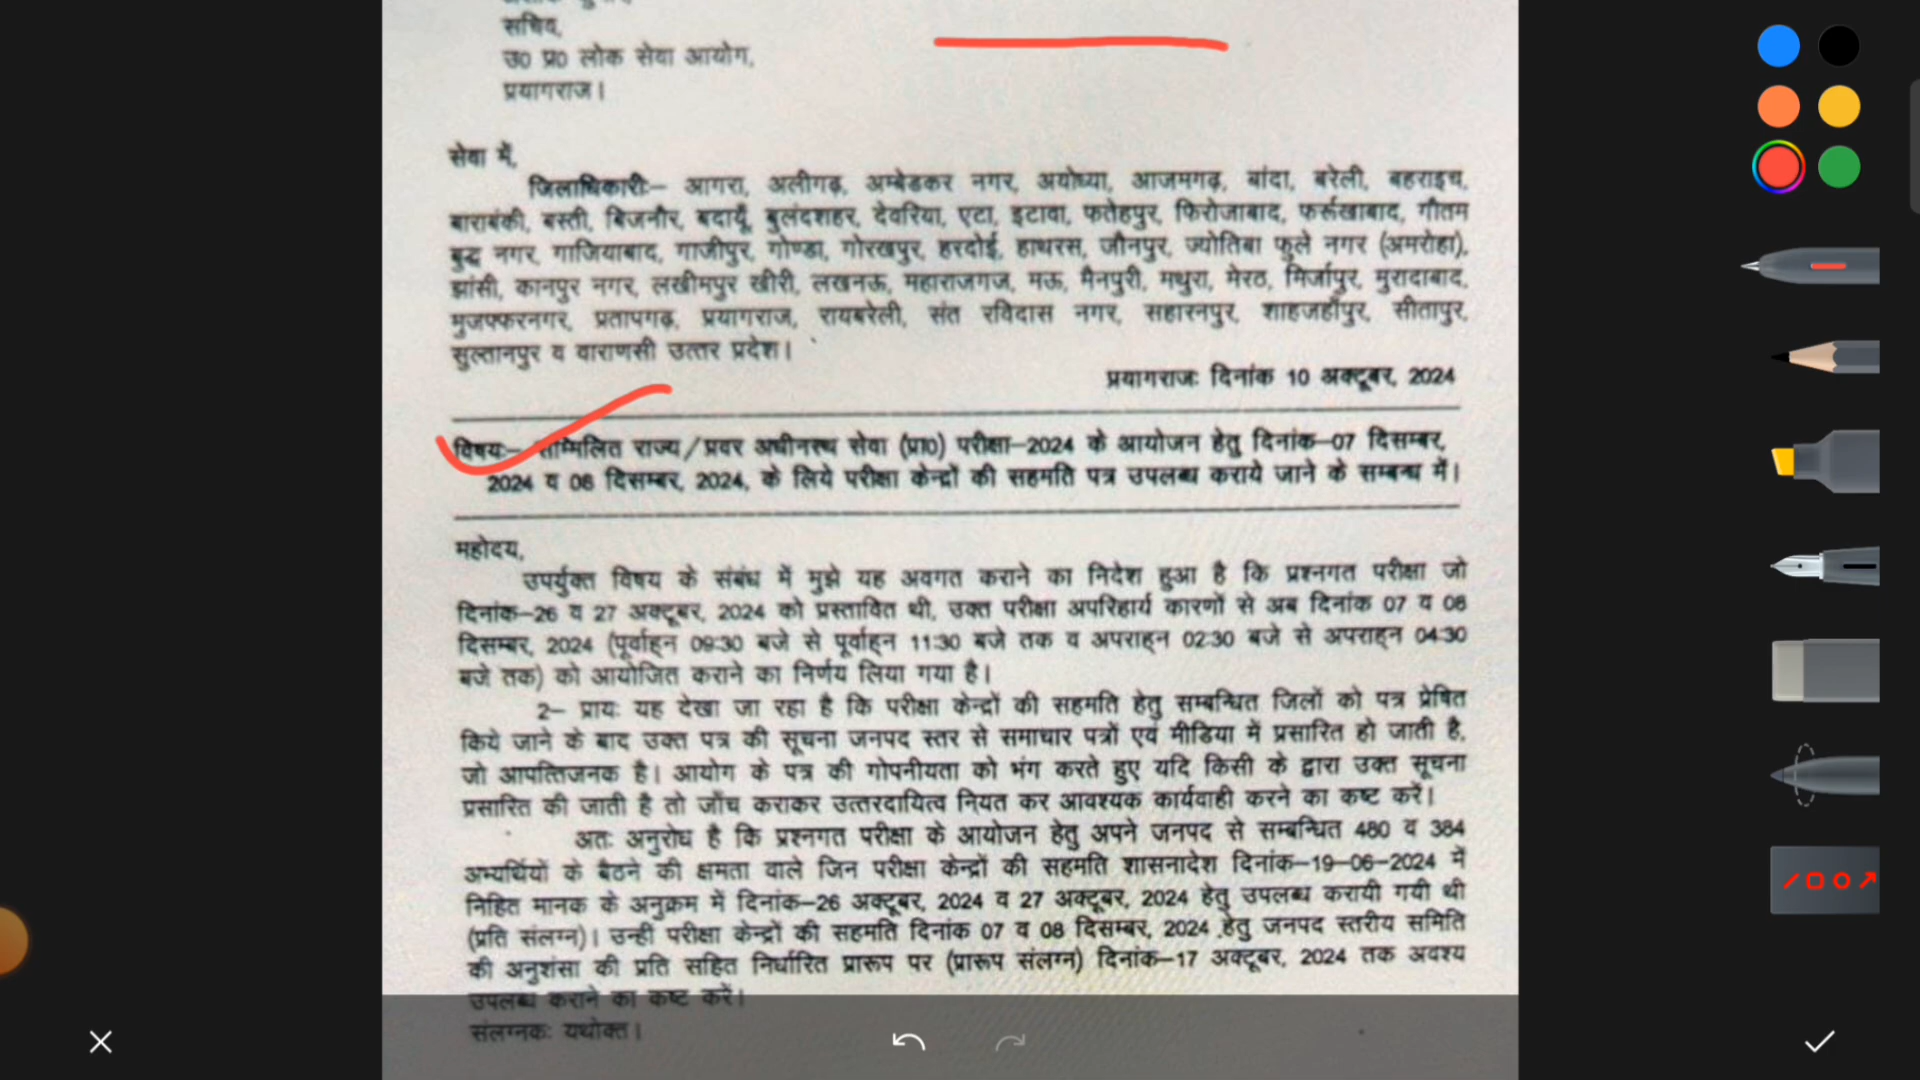 सचिव,
उ0 प्र0 लोक सेवा आयोग,
प्रयागराज।
सेवा में,
जिलाधिकारीः– आगरा, अलीगढ़, अम्बेडकर नगर, अयोध्या, आजमगढ़, बांदा, बरेली, बहराइच,
बाराबंकी, बस्ती, बिजनौर, बदायूँ, बुलंदशहर, देवरिया, एटा, इटावा, फतेहपुर, फिरोजाबाद, फर्रूखाबाद, गौतम
बुद्ध नगर, गाजियाबाद, गाजीपुर, गोण्डा, गोरखपुर, हरदोई, हाथरस, जौनपुर, ज्योतिबा फुले नगर (अमरोहा),
झांसी, कानपुर नगर, लखीमपुर खीरी, लखनऊ, महाराजगज, मऊ, मैनपुरी, मथुरा, मेरठ, मिर्जापुर, मुरादाबाद,
मुजफ्फरनगर, प्रतापगढ़, प्रयागराज, रायबरेली, संत रविदास नगर, सहारनपुर, शाहजहाँपुर, सीतापुर,
सुल्तानपुर व वाराणसी उत्तर प्रदेश।
प्रयागराजः दिनांक 10 अक्टूबर, 2024
विषयः– सम्मिलित राज्य/प्रवर अधीनस्थ सेवा (प्रा0) परीक्षा–2024 के आयोजन हेतु दिनांक–07 दिसम्बर,
2024 व 08 दिसम्बर, 2024, के लिये परीक्षा केन्द्रों की सहमति पत्र उपलब्ध कराये जाने के सम्बन्ध में।
महोदय,
उपर्युक्त विषय के संबंध में मुझे यह अवगत कराने का निदेश हुआ है कि प्रश्नगत परीक्षा जो
दिनांक–26 व 27 अक्टूबर, 2024 को प्रस्तावित थी, उक्त परीक्षा अपरिहार्य कारणों से अब दिनांक 07 व 08
दिसम्बर, 2024 (पूर्वाह्न 09:30 बजे से पूर्वाह्न 11:30 बजे तक व अपराह्न 02:30 बजे से अपराह्न 04:30
बजे तक) को आयोजित कराने का निर्णय लिया गया है।
2– प्रायः यह देखा जा रहा है कि परीक्षा केन्द्रों की सहमति हेतु सम्बन्धित जिलों को पत्र प्रेषित
किये जाने के बाद उक्त पत्र की सूचना जनपद स्तर से समाचार पत्रों एवं मीडिया में प्रसारित हो जाती है,
जो आपत्तिजनक है। आयोग के पत्र की गोपनीयता को भंग करते हुए यदि किसी के द्वारा उक्त सूचना
प्रसारित की जाती है तो जाँच कराकर उत्तरदायित्व नियत कर आवश्यक कार्यवाही करने का कष्ट करें।
अतः अनुरोध है कि प्रश्नगत परीक्षा के आयोजन हेतु अपने जनपद से सम्बन्धित 480 व 384
अभ्यर्थियों के बैठने की क्षमता वाले जिन परीक्षा केन्द्रों की सहमति शासनादेश दिनांक–19–06–2024 में
निहित मानक के अनुक्रम में दिनांक–26 अक्टूबर, 2024 व 27 अक्टूबर, 2024 हेतु उपलब्ध करायी गयी थी
(प्रति संलग्न)। उन्ही परीक्षा केन्द्रों की सहमति दिनांक 07 व 08 दिसम्बर, 2024 हेतु जनपद स्तरीय समिति
की अनुशंसा की प्रति सहित निर्धारित प्रारूप पर (प्रारूप संलग्न) दिनांक–17 अक्टूबर, 2024 तक अवश्य
उपलब्ध कराने का कष्ट करें।
संलग्नकः यथोक्त।